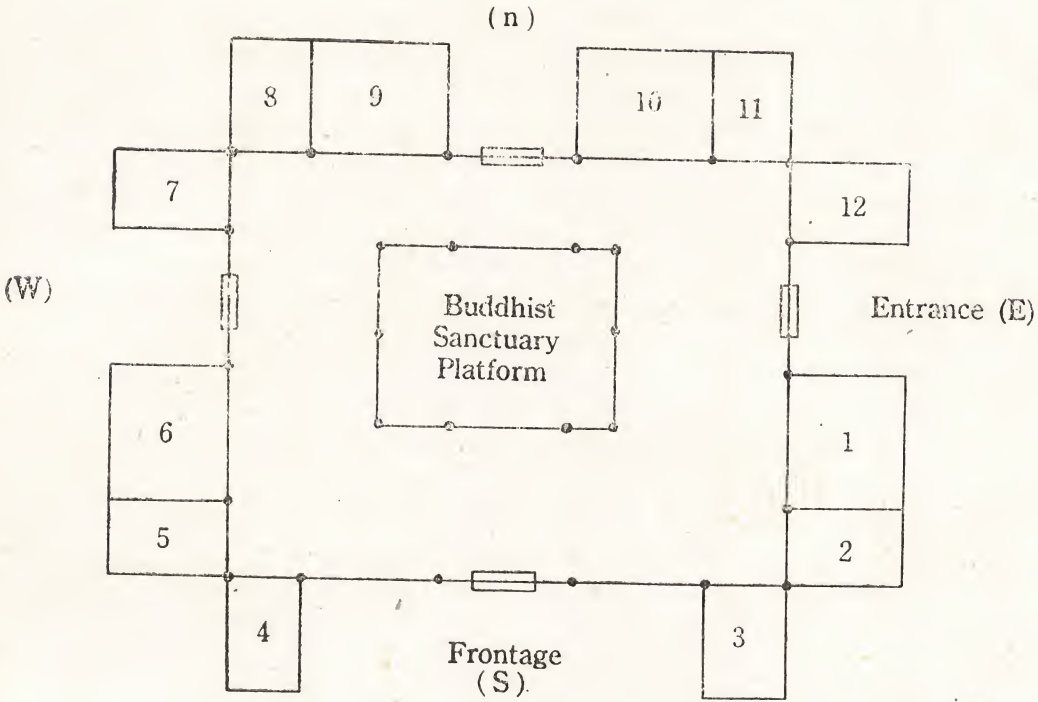 (n)
8
9
10
11
7
12
(W)
Buddhist
Sanctuary
Platform
Entrance (E)
6
1
5
2
4
3
Frontage
(S)